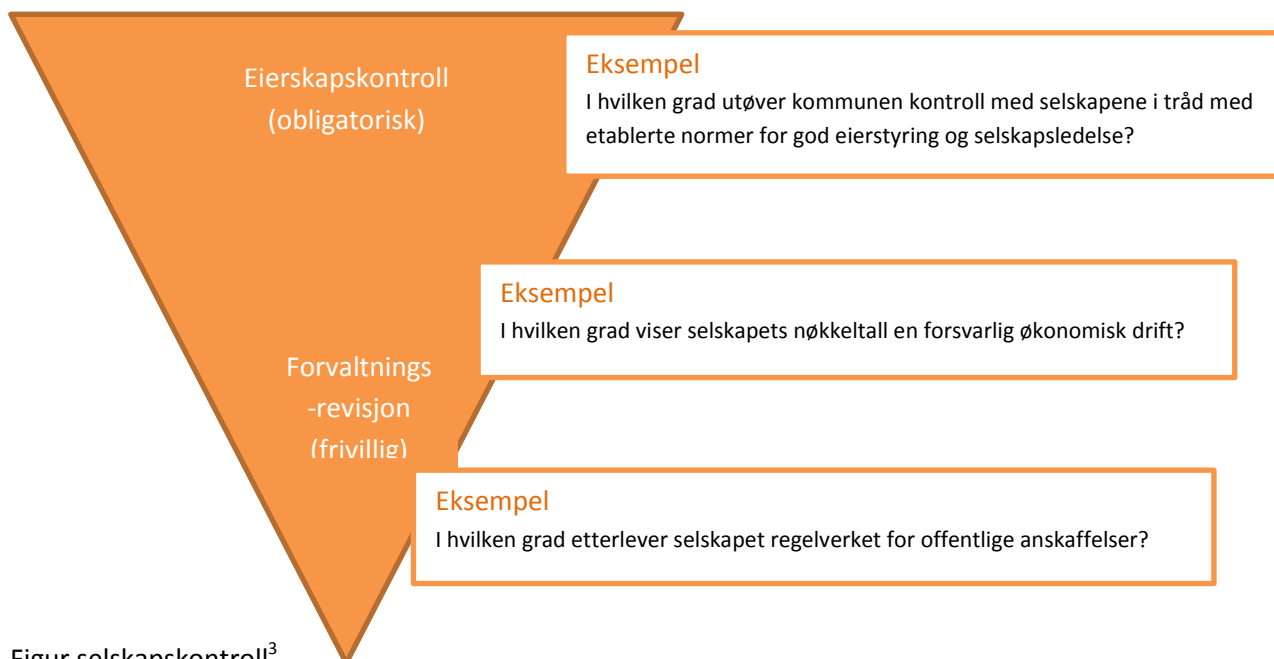 Eierskapskontroll
(obligatorisk)
Eksempel
I hvilken grad utøver kommunen kontroll med selskapene i tråd med
etablerte normer for god eierstyring og selskapsledelse?
Eksempel
I hvilken grad viser selskapets nøkkeltall en forsvarlig økonomisk drift?
Forvaltnings
-revisjon
(frivillig)
Eksempel
I hvilken grad etterlever selskapet regelverket for offentlige anskaffelser?
Figur selskapskontroll³